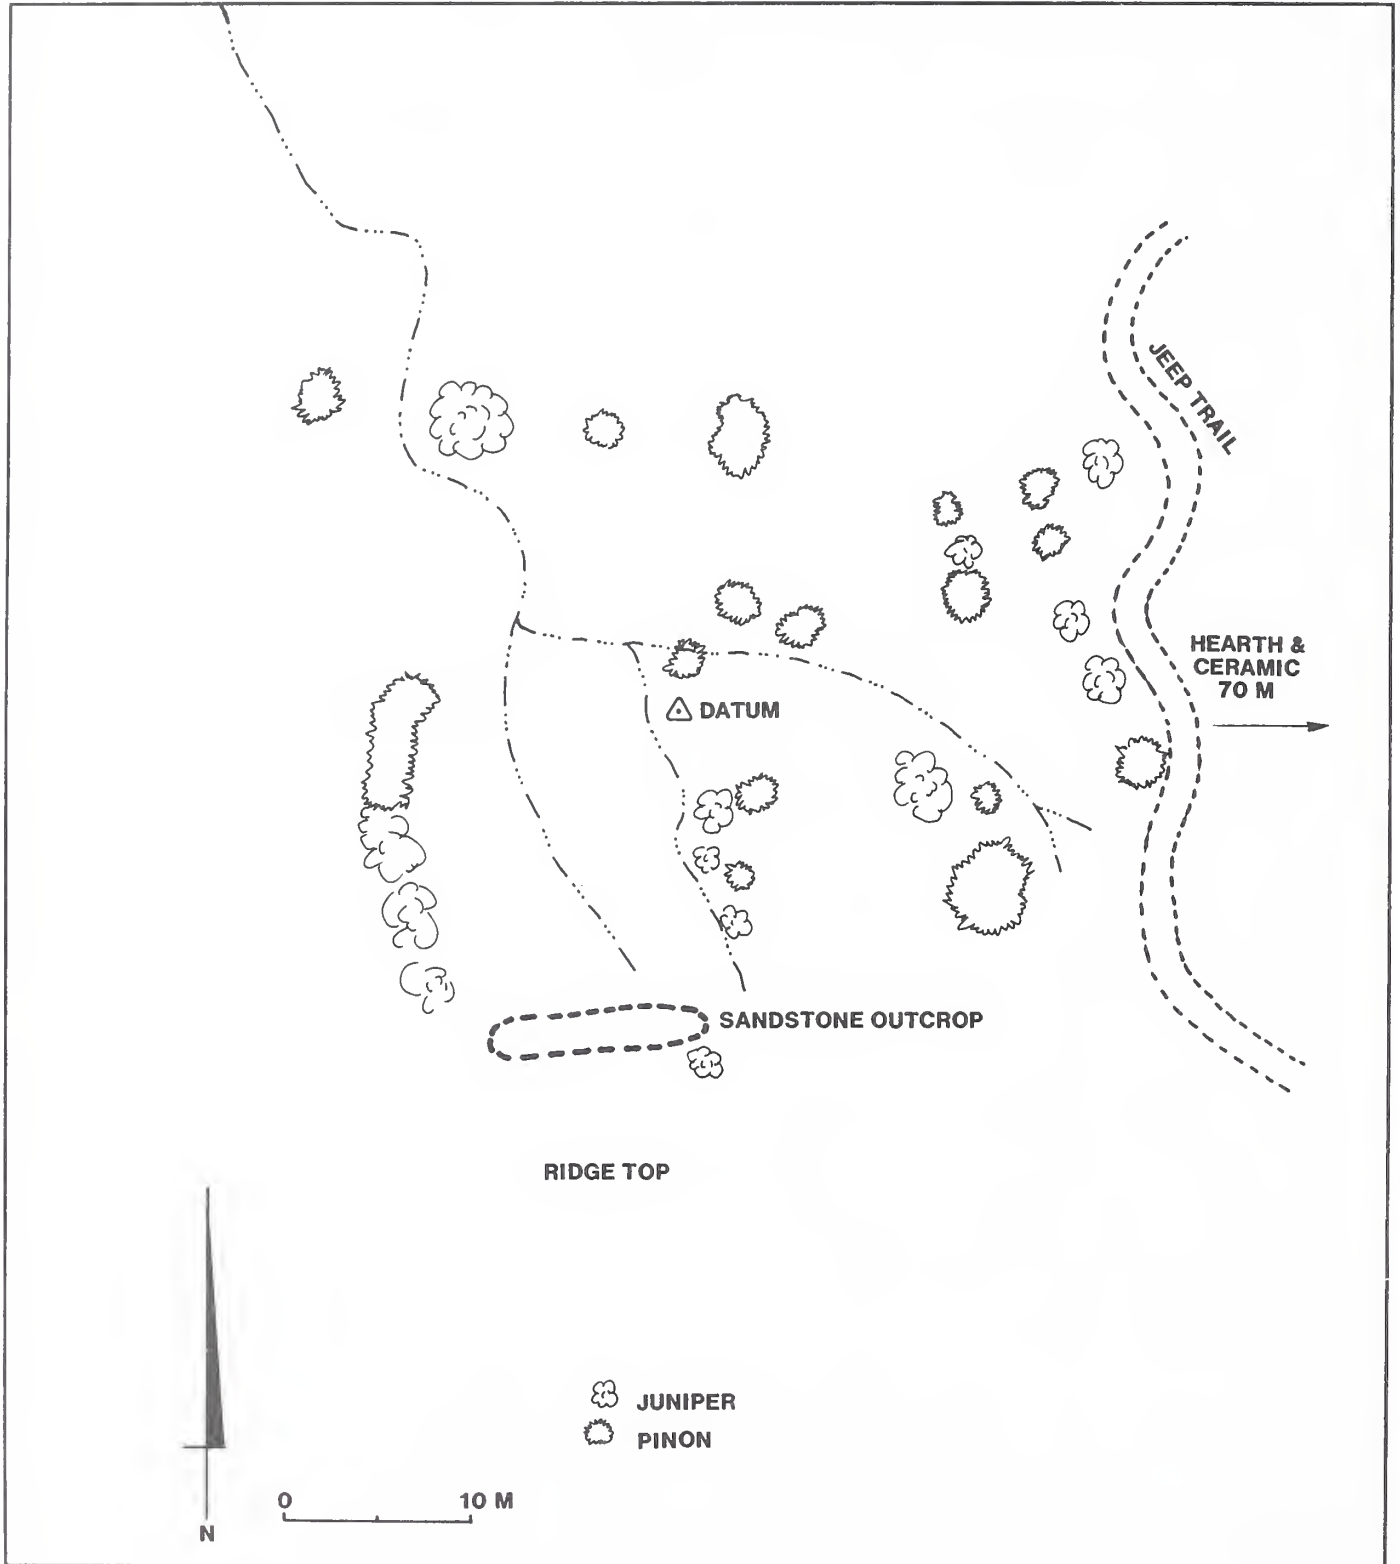 JEEP TRAIL
HEARTH &
CERAMIC
70 M
DATUM
SANDSTONE OUTCROP
RIDGE TOP
JUNIPER
PINON
0 10 M
N